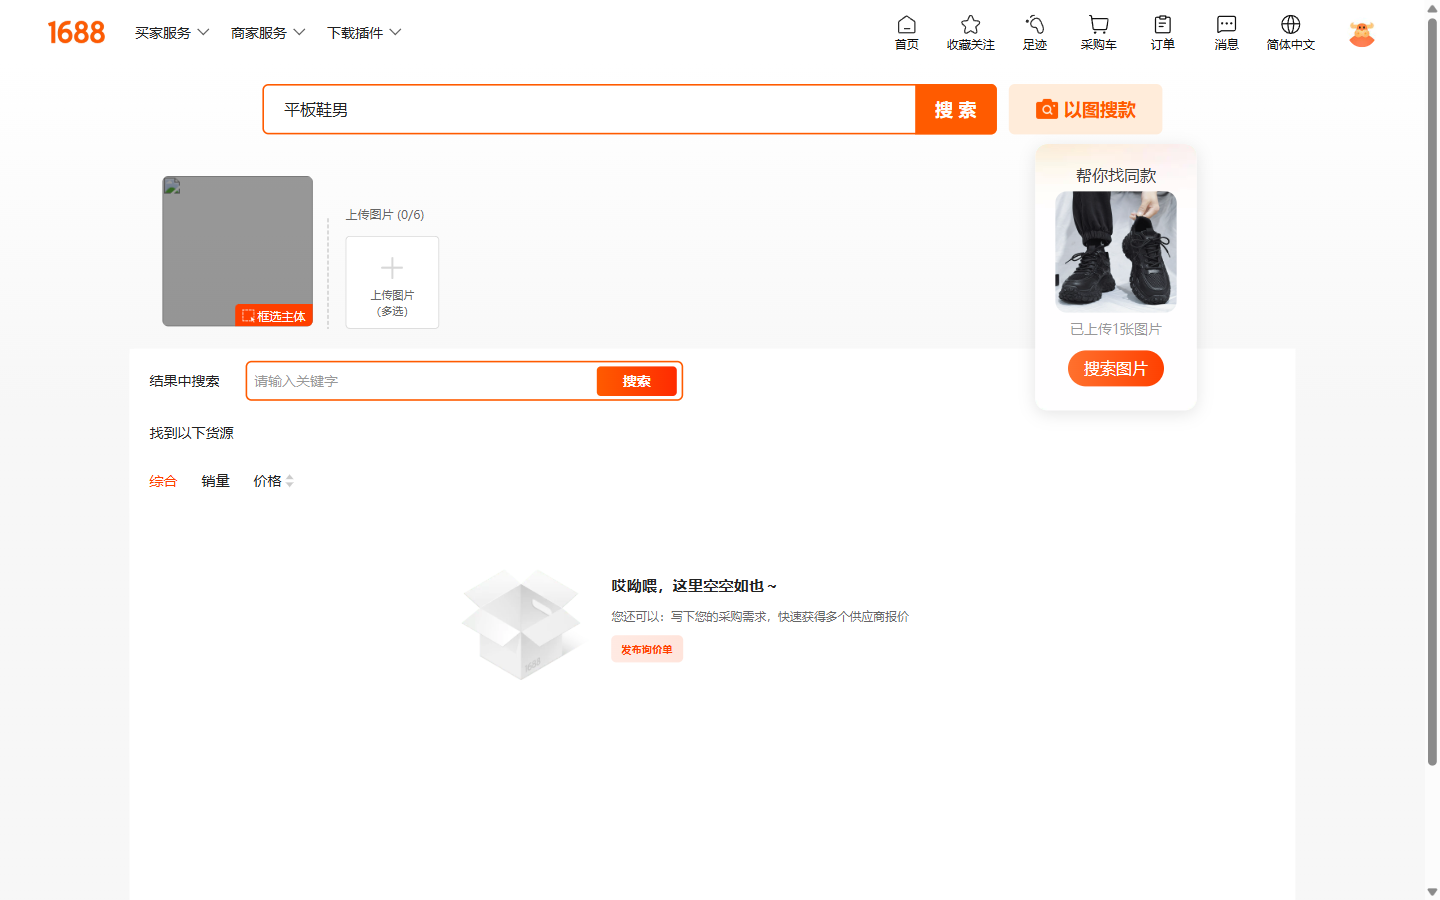 1688
买家服务
商家服务
下载插件
首页
收藏关注
足迹
采购车
订单
消息
简体中文
平板鞋男
搜 索
以图搜款
帮你找同款
已上传1张图片
搜索图片
框选主体
上传图片 (0/6)
上传图片
(多选)
结果中搜索
请输入关键字
搜索
找到以下货源
综合
销量
价格
哎呦喂，这里空空如也～
您还可以：写下您的采购需求，快速获得多个供应商报价
发布询价单
1688